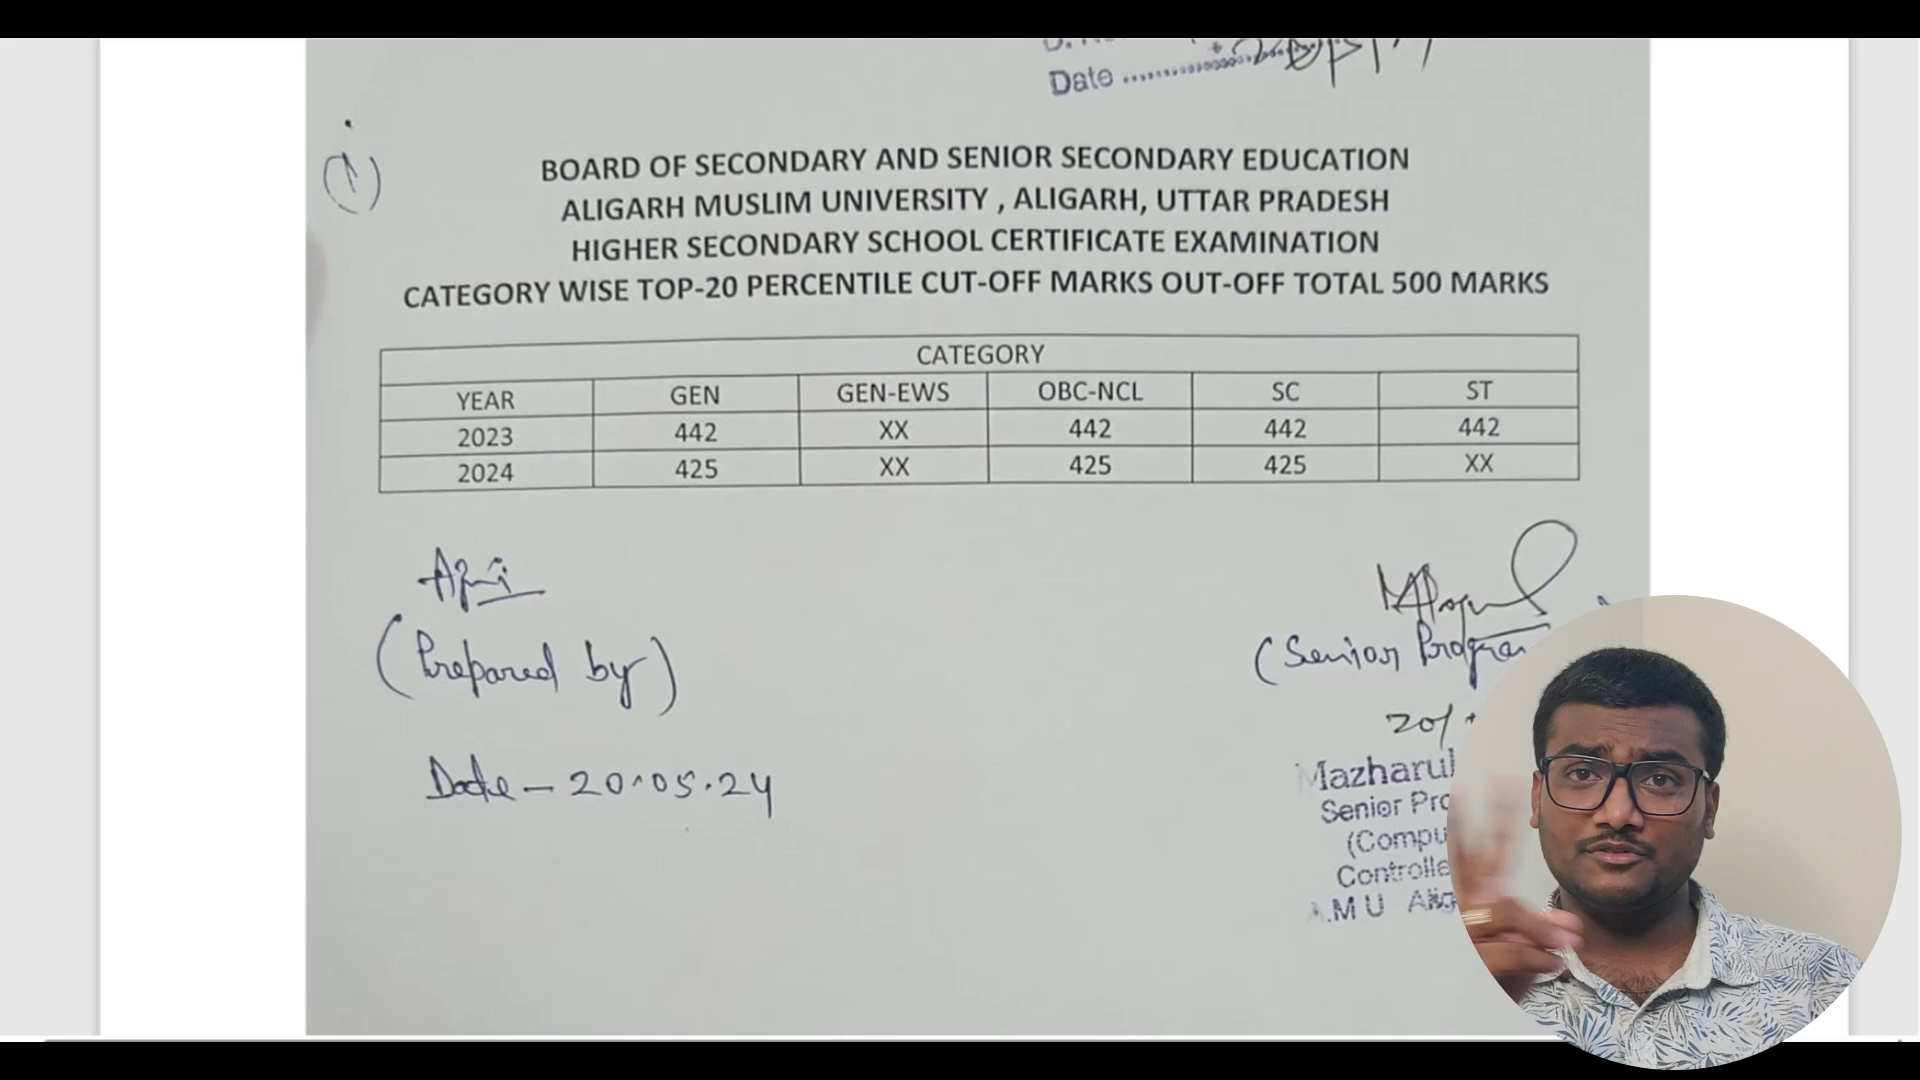 Date
(1)
BOARD OF SECONDARY AND SENIOR SECONDARY EDUCATION
ALIGARH MUSLIM UNIVERSITY , ALIGARH, UTTAR PRADESH
HIGHER SECONDARY SCHOOL CERTIFICATE EXAMINATION
CATEGORY WISE TOP-20 PERCENTILE CUT-OFF MARKS OUT-OFF TOTAL 500 MARKS
CATEGORY
YEAR GEN GEN-EWS OBC-NCL SC ST
2023 442 XX 442 442 442
2024 425 XX 425 425 XX
(Prepared by)
(Senior
Date - 20.05.24
20/
Mazharul
Senior
A.M U